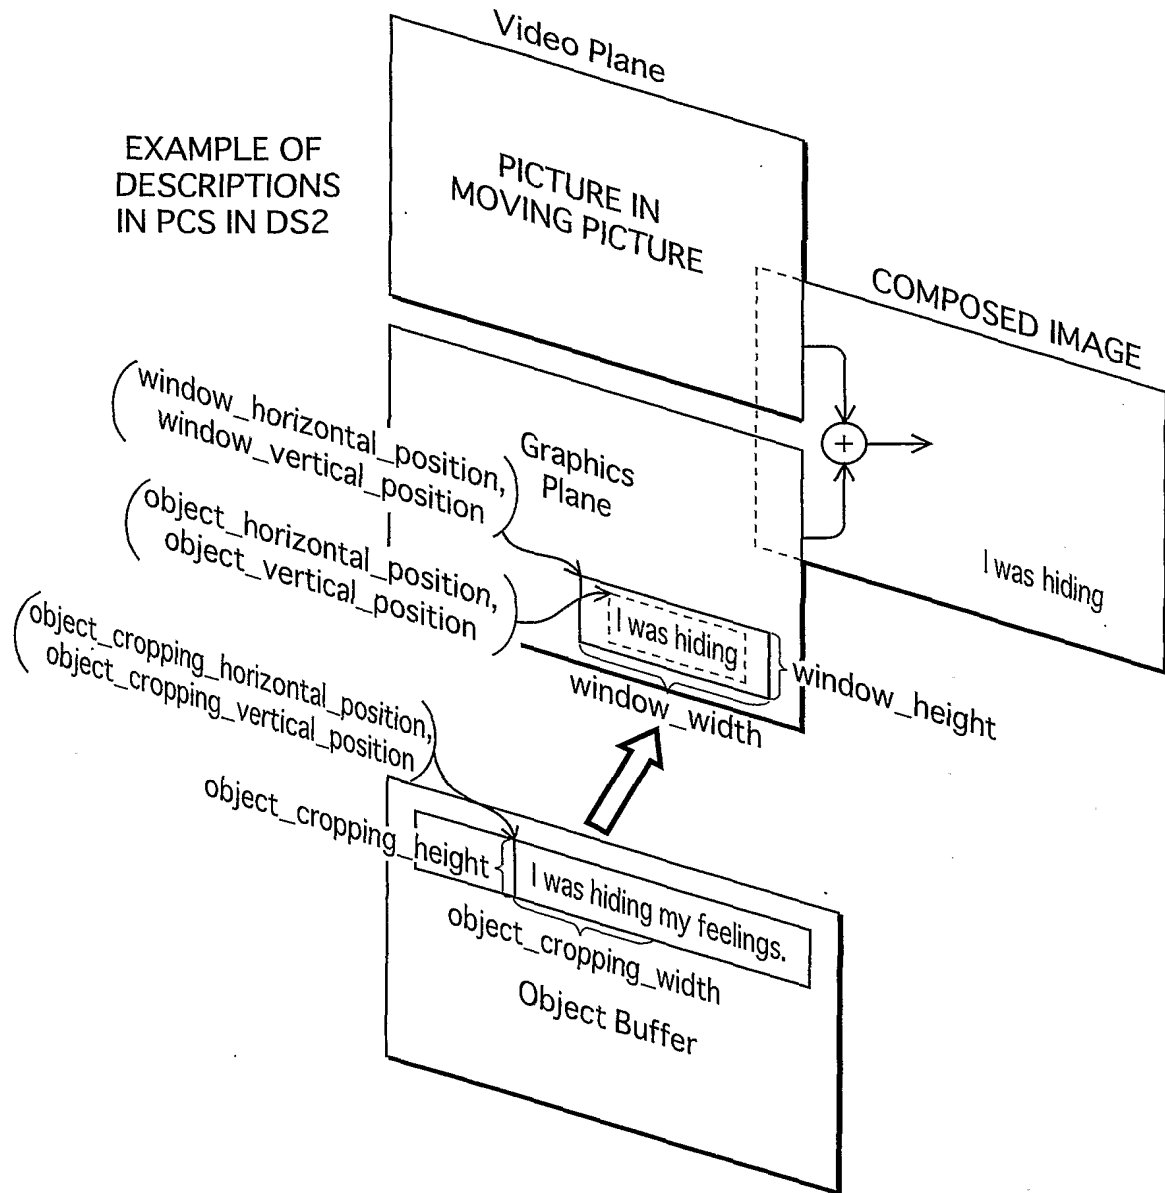 Video Plane
EXAMPLE OF
DESCRIPTIONS
IN PCS IN DS2
PICTURE IN
MOVING PICTURE
COMPOSED IMAGE
(window_horizontal_position,
window_vertical_position)
Graphics
Plane
(object_horizontal_position,
object_vertical_position)
I was hiding
I was hiding
(object_cropping_horizontal_position,
object_cropping_vertical_position)
window_height
window_width
object_cropping_height
I was hiding my feelings.
object_cropping_width
Object Buffer